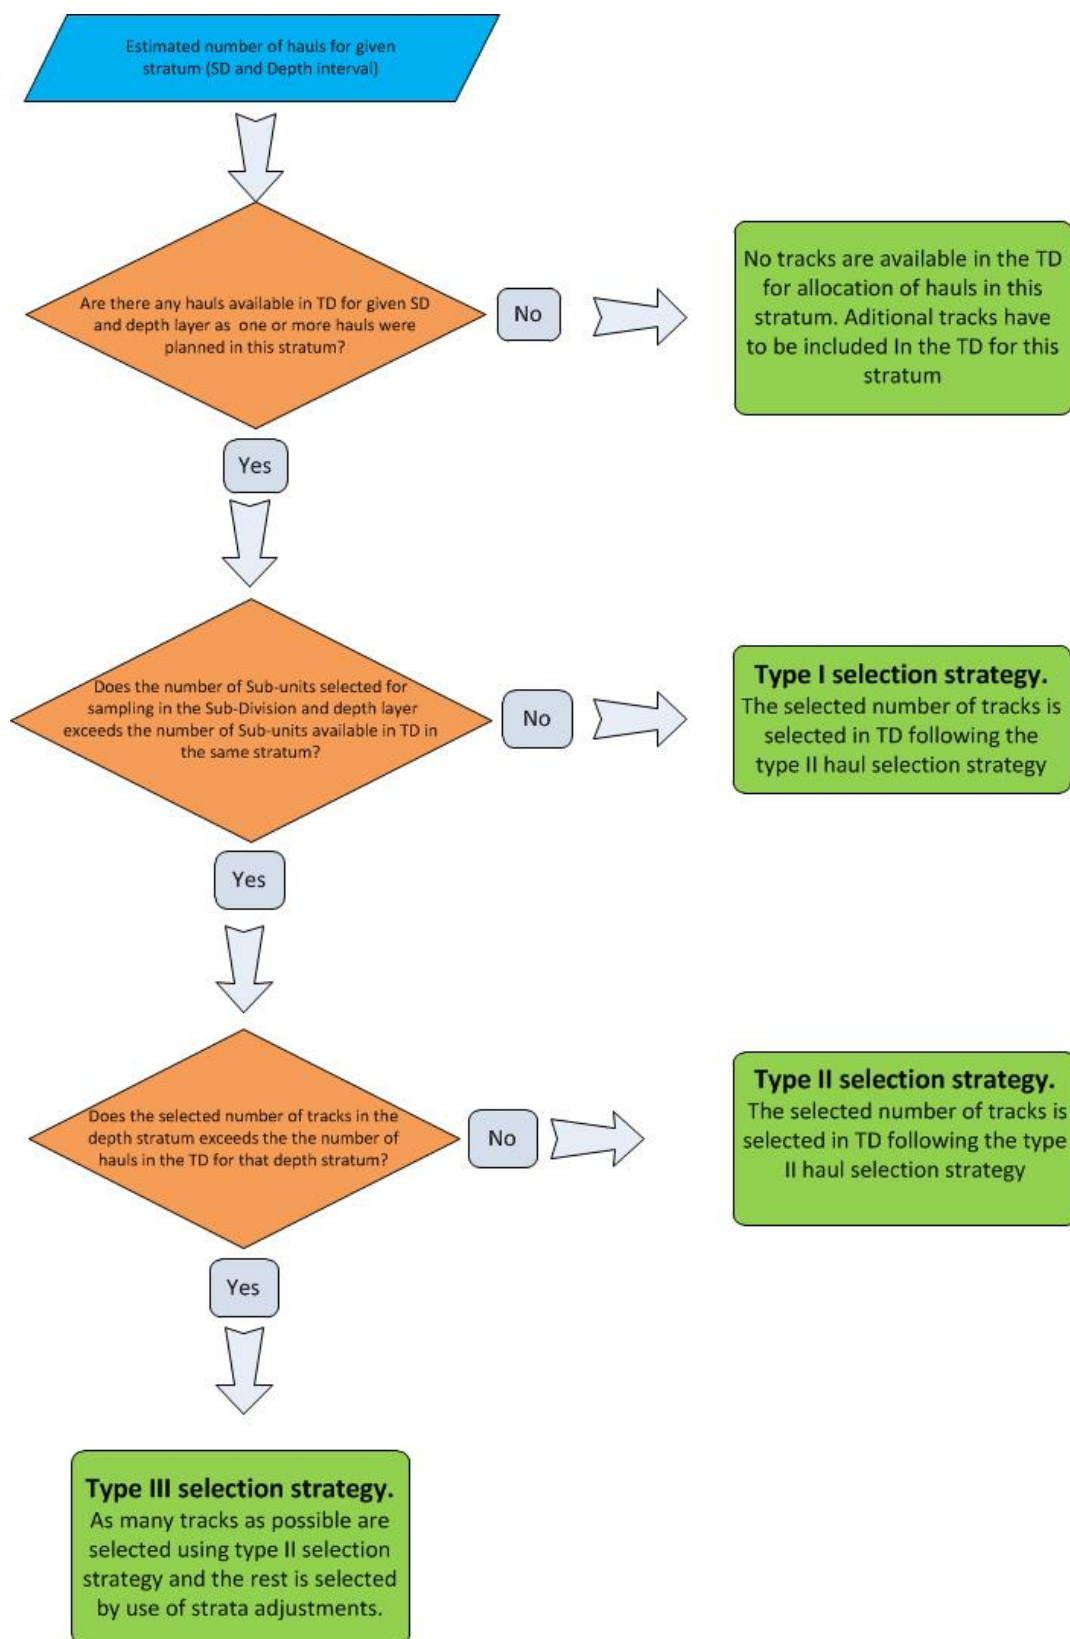 Estimated number of hauls for given
stratum (SD and Depth interval)
Are there any hauls available in TD for given SD
and depth layer as one or more hauls were
planned in this stratum?
No
No tracks are available in the TD
for allocation of hauls in this
stratum. Aditional tracks have
to be included In the TD for this
stratum
Yes
Does the number of Sub-units selected for
sampling in the Sub-Division and depth layer
exceeds the number of Sub-units available in TD in
the same stratum?
No
Type I selection strategy.
The selected number of tracks is
selected in TD following the
type II haul selection strategy
Yes
Does the selected number of tracks in the
depth stratum exceeds the the number of
hauls in the TD for that depth stratum?
No
Type II selection strategy.
The selected number of tracks is
selected in TD following the type
II haul selection strategy
Yes
Type III selection strategy.
As many tracks as possible are
selected using type II selection
strategy and the rest is selected
by use of strata adjustments.